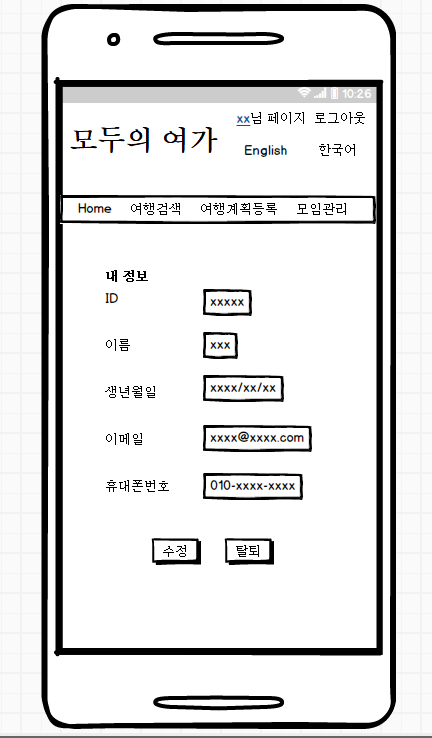 10:26
xx님 페이지 로그아웃
모두의 여가
English 한국어
Home 여행검색 여행계획등록 모임관리
내 정보
ID xxxxx
이름 xxx
생년월일 xxxx/xx/xx
이메일 xxxx@xxxx.com
휴대폰번호 010-xxxx-xxxx
수정 탈퇴